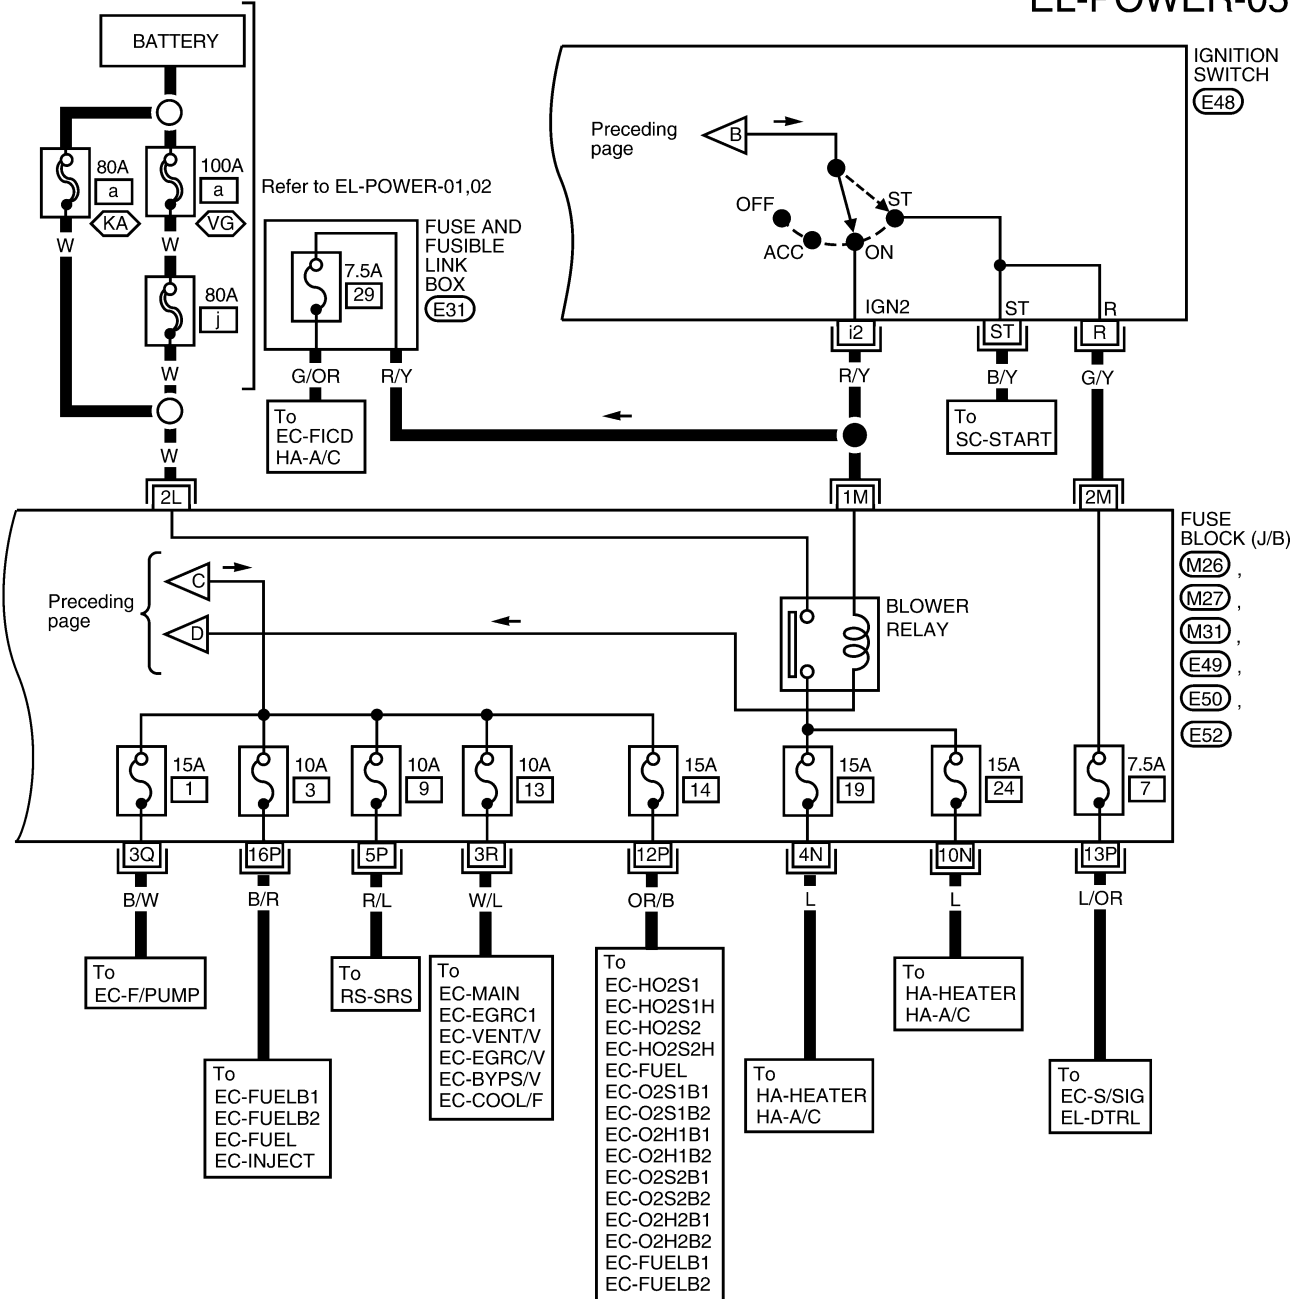 EL-POWER-03
BATTERY
80A
a
KA
W
100A
a
VG
W
80A
j
W
W
Refer to EL-POWER-01,02
FUSE AND
FUSIBLE
LINK
BOX
E31
7.5A
29
G/OR
R/Y
To
EC-FICD
HA-A/C
IGNITION
SWITCH
E48
Preceding
page
B
OFF
ACC
ON
ST
IGN2
ST
R
i2
ST
R
R/Y
B/Y
G/Y
To
SC-START
2L
1M
2M
FUSE
BLOCK (J/B)
M26 ,
M27 ,
M31 ,
E49 ,
E50 ,
E52
Preceding
page
C
D
BLOWER
RELAY
15A
1
10A
3
10A
9
10A
13
15A
14
15A
19
15A
24
7.5A
7
3Q
16P
5P
3R
12P
4N
10N
13P
B/W
B/R
R/L
W/L
OR/B
L
L
L/OR
To
EC-F/PUMP
To
EC-FUELB1
EC-FUELB2
EC-FUEL
EC-INJECT
To
RS-SRS
To
EC-MAIN
EC-EGRC1
EC-VENT/V
EC-EGRC/V
EC-BYPS/V
EC-COOL/F
To
EC-HO2S1
EC-HO2S1H
EC-HO2S2
EC-HO2S2H
EC-FUEL
EC-O2S1B1
EC-O2S1B2
EC-O2H1B1
EC-O2H1B2
EC-O2S2B1
EC-O2S2B2
EC-O2H2B1
EC-O2H2B2
EC-FUELB1
EC-FUELB2
To
HA-HEATER
HA-A/C
To
HA-HEATER
HA-A/C
To
EC-S/SIG
EL-DTRL